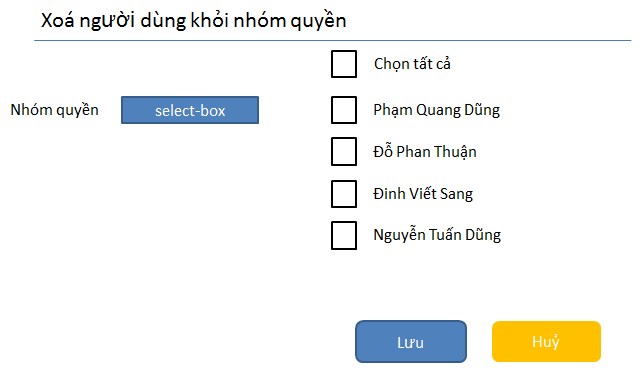 Xoá người dùng khỏi nhóm quyền
Chọn tất cả
Nhóm quyền
select-box
Phạm Quang Dũng
Đỗ Phan Thuận
Đinh Viết Sang
Nguyễn Tuấn Dũng
Lưu
Huỷ